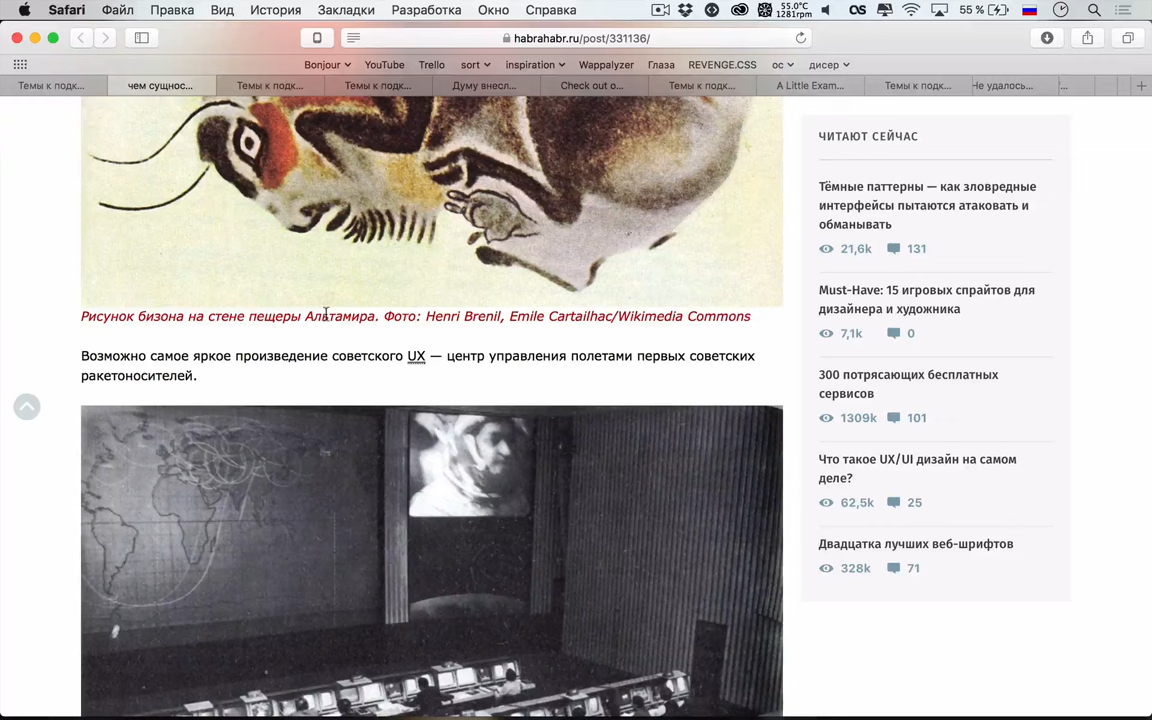 Safari Файл Правка Вид История Закладки Разработка Окно Справка 55.0°C 1281rpm 55 %
habrahabr.ru/post/331136/
Bonjour YouTube Trello sort inspiration Wappalyzer Глаза REVENGE.CSS ос дисер
Темы к подк... чем сущнос... Темы к подк... Темы к подк... Думу внесл... Check out o... Темы к подк... A Little Exam... Темы к подк... Не удалось...
ЧИТАЮТ СЕЙЧАС
Тёмные паттерны — как зловредные
интерфейсы пытаются атаковать и
обманывать
21,6k 131
Must-Have: 15 игровых спрайтов для
дизайнера и художника
7,1k 0
300 потрясающих бесплатных
сервисов
1309k 101
Что такое UX/UI дизайн на самом
деле?
62,5k 25
Двадцатка лучших веб-шрифтов
328k 71
Рисунок бизона на стене пещеры Альтамира. Фото: Henri Brenil, Emile Cartailhac/Wikimedia Commons
Возможно самое яркое произведение советского UX — центр управления полетами первых советских
ракетоносителей.